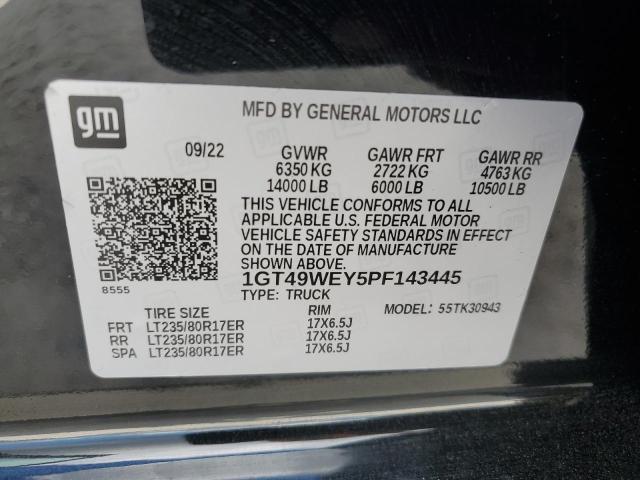 gm
MFD BY GENERAL MOTORS LLC
09/22 GVWR GAWR FRT GAWR RR
6350 KG 2722 KG 4763 KG
14000 LB 6000 LB 10500 LB
THIS VEHICLE CONFORMS TO ALL
APPLICABLE U.S. FEDERAL MOTOR
VEHICLE SAFETY STANDARDS IN EFFECT
ON THE DATE OF MANUFACTURE
SHOWN ABOVE.
8555
1GT49WEY5PF143445
TYPE: TRUCK MODEL: 55TK30943
TIRE SIZE RIM
FRT LT235/80R17ER 17X6.5J
RR LT235/80R17ER 17X6.5J
SPA LT235/80R17ER 17X6.5J